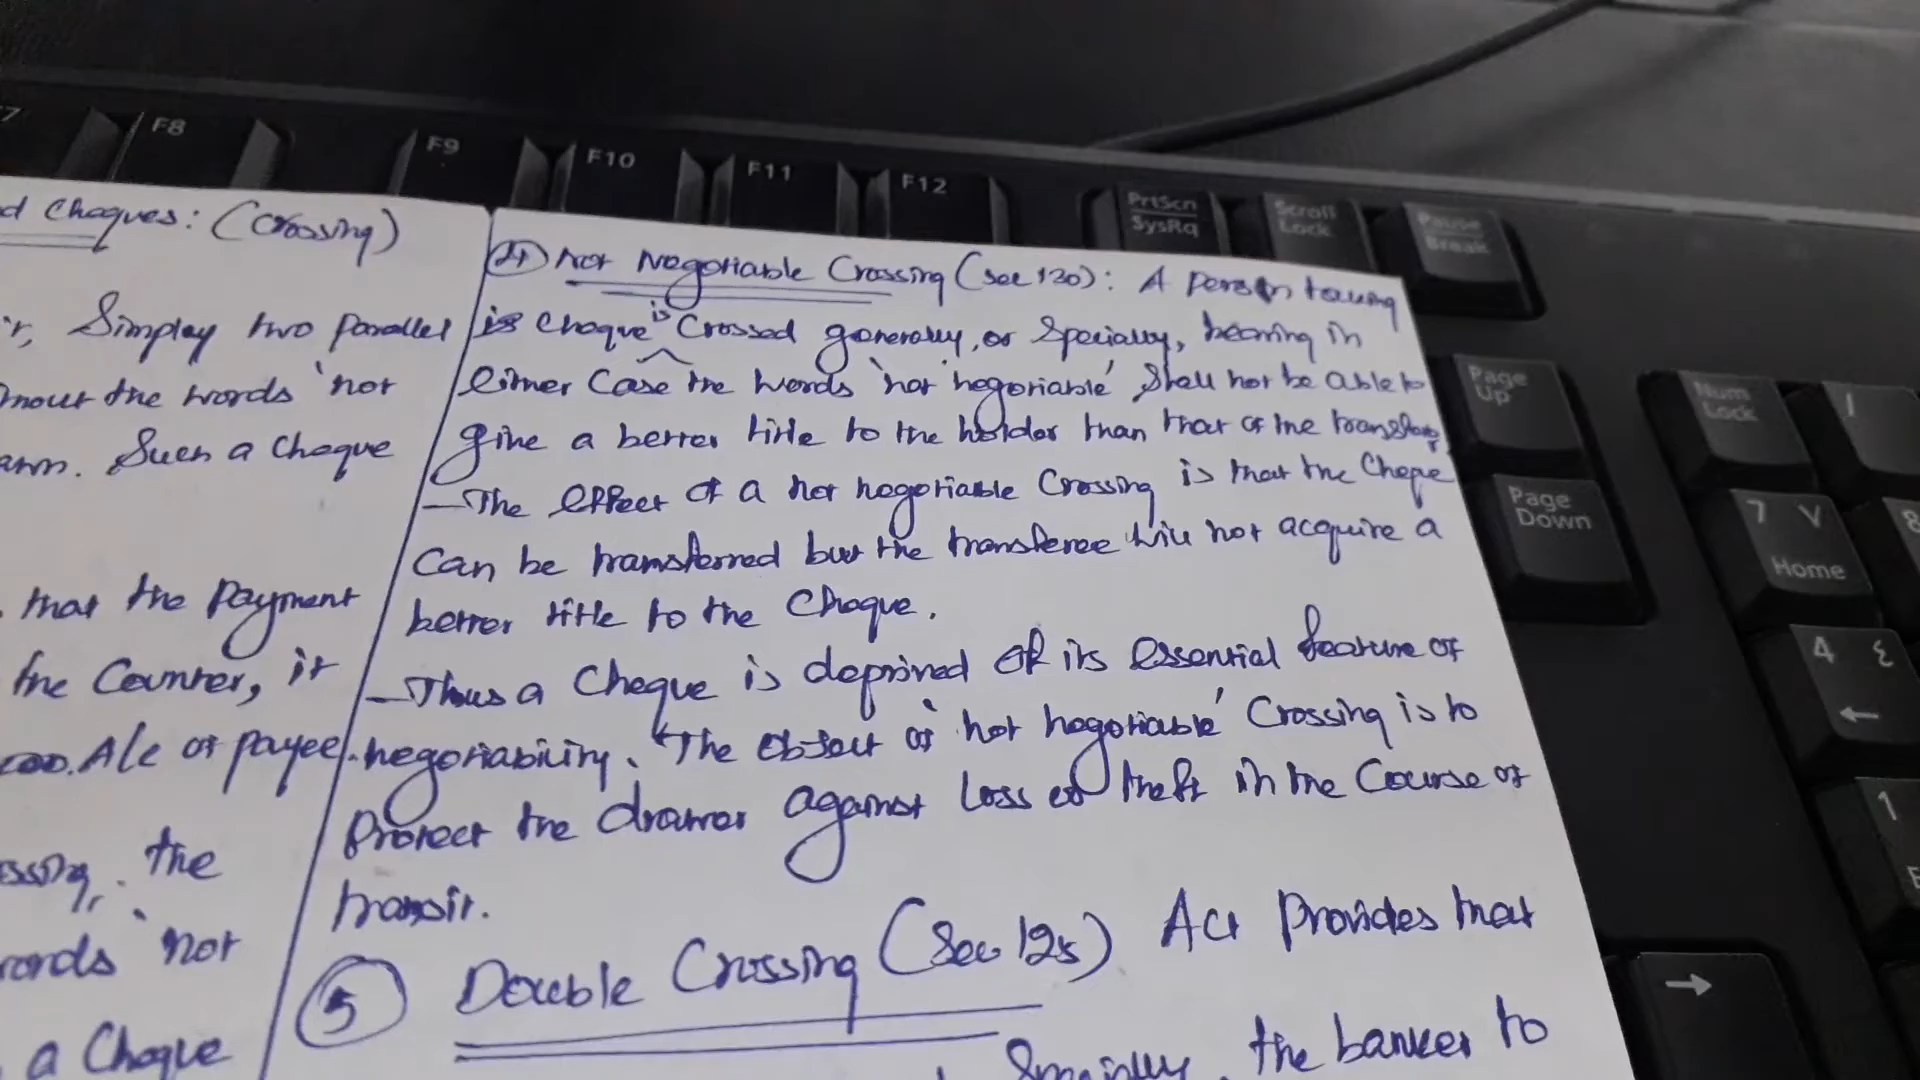 F8
F9
F10
F11
F12
PrtScn
SysRq
Scroll
Lock
Pause
Break
Page
Up
Page
Down
Num
Lock
/
7
Home
8
4
←
1
→
d Cheques: (Crossing)
Simplay two Parallel
the words 'not
Such a Cheque
that the Payment
the Counter, it
A/c of payee.
the
not
a Cheque
④ Not Negotiable Crossing (Sec 130): A Person taking
is Cheque is Crossed generally, or Specially, bearing in
either Case the words 'not negotiable' Shall not be able to
give a better title to the holder than that of the transferor
—The effect of a not negotiable Crossing is that the Cheque
Can be transferred but the transferee will not acquire a
better title to the Cheque.
—Thus a Cheque is deprived of its essential feature of
negotiability. The object of 'not negotiable' Crossing is to
Protect the drawer against loss or theft in the Course of
transit.
⑤ Double Crossing (Sec 125) Act Provides that
the banker to